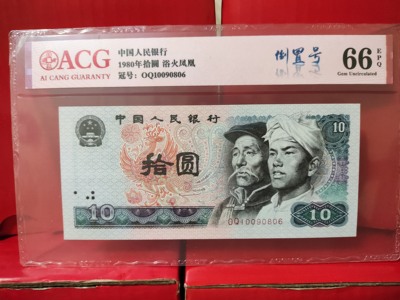 ACG
AI CANG GUARANTY
中国人民银行
1980年拾圆 浴火凤凰
冠号: OQ10090806
倒置号
66 EPQ
Gem Uncirculated
中国人民银行
10
拾圆
10
10
OQ10090806